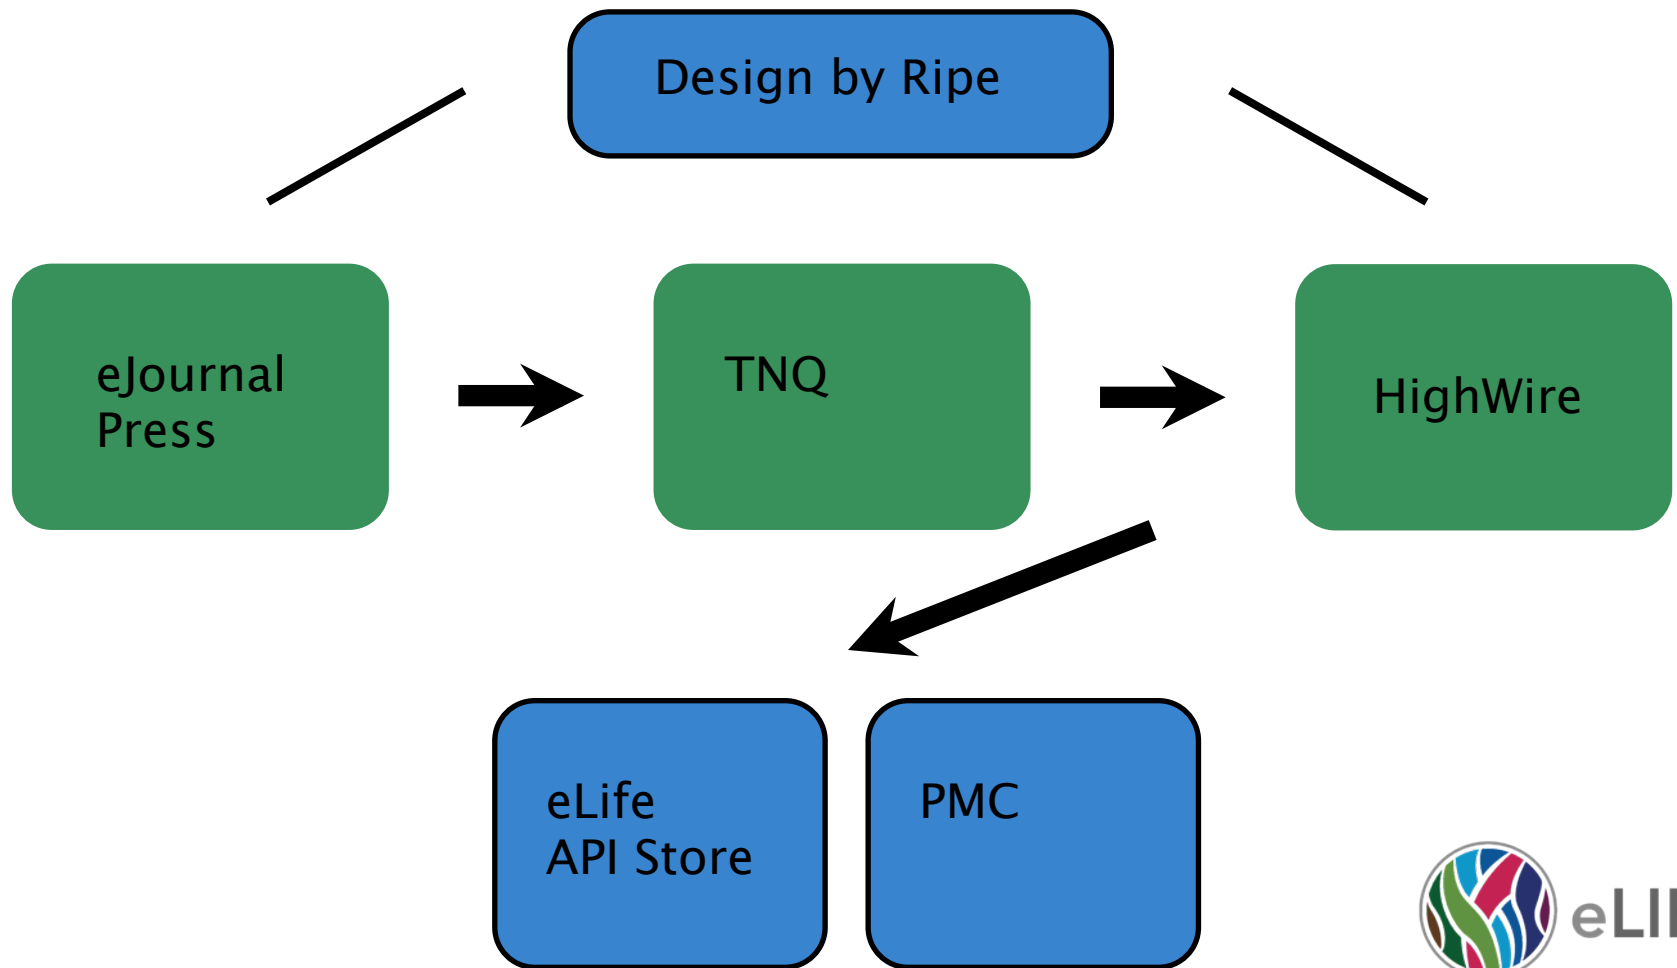 Design by Ripe
eJournal
Press
TNQ
HighWire
eLife
API Store
PMC